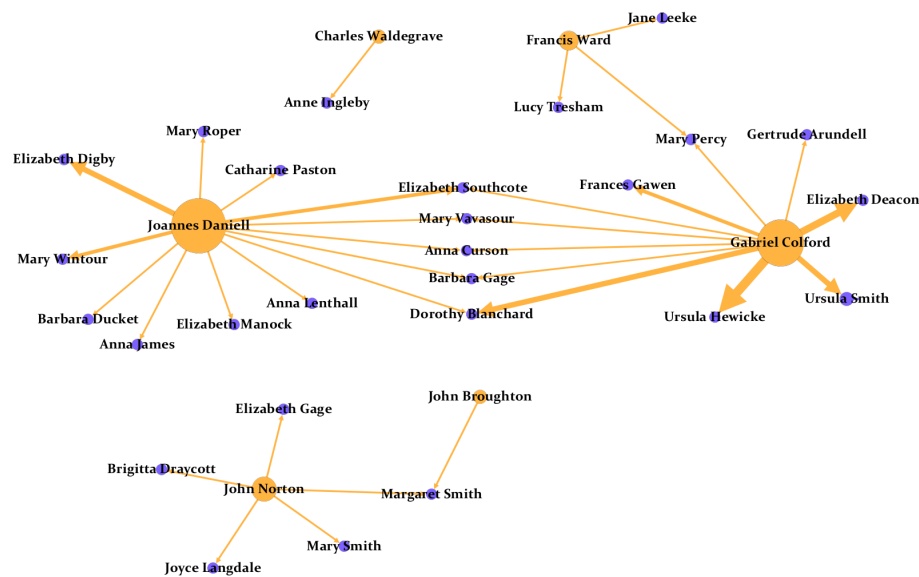 Jane Leeke
Charles Waldegrave
Francis Ward
Anne Ingleby
Lucy Tresham
Mary Roper
Gertrude Arundell
Mary Percy
Elizabeth Digby
Catharine Paston
Frances Gawen
Elizabeth Southcote
Elizabeth Deacon
Mary Vavasour
Joannes Daniell
Gabriel Colford
Anna Curson
Mary Wintour
Barbara Gage
Ursula Smith
Anna Lenthall
Dorothy Blanchard
Ursula Hewicke
Barbara Ducket
Elizabeth Manock
Anna James
John Broughton
Elizabeth Gage
Brigitta Draycott
John Norton
Margaret Smith
Mary Smith
Joyce Langdale